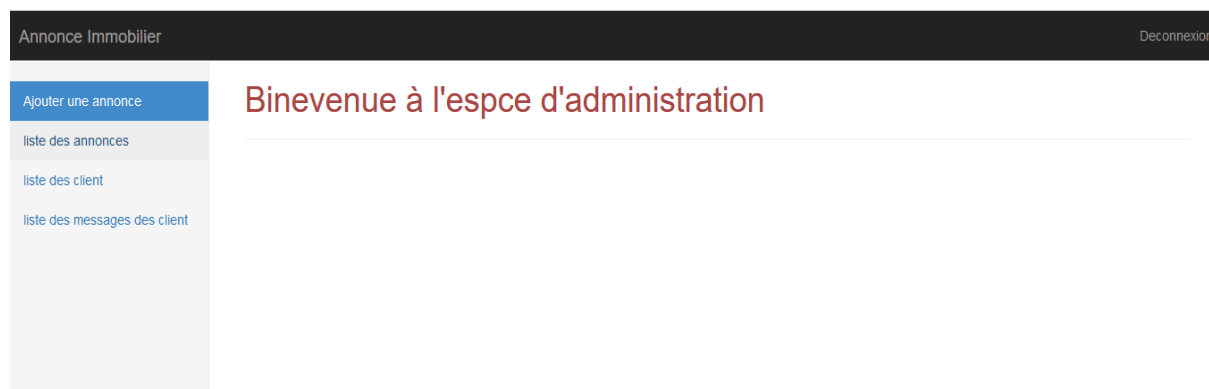 Annonce Immobilier
Deconnexion
Ajouter une annonce
liste des annonces
liste des client
liste des messages des client
Binevenue à l'espce d'administration